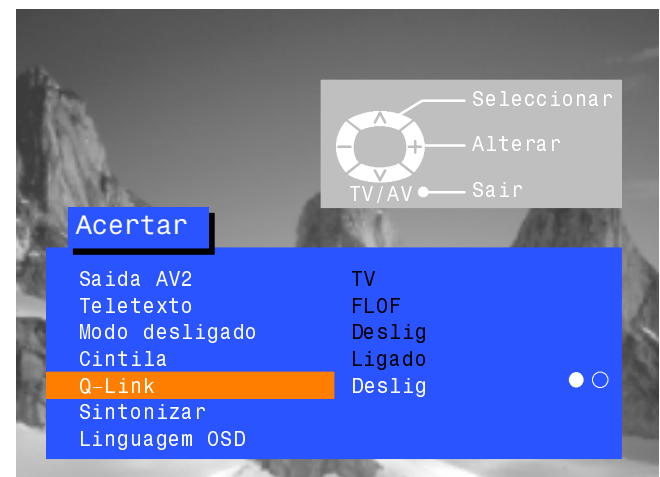 Seleccionar
Alterar
TV/AV Sair
Acertar
Saida AV2 TV
Teletexto FLOF
Modo desligado Deslig
Cintila Ligado
Q-Link Deslig
Sintonizar
Linguagem OSD